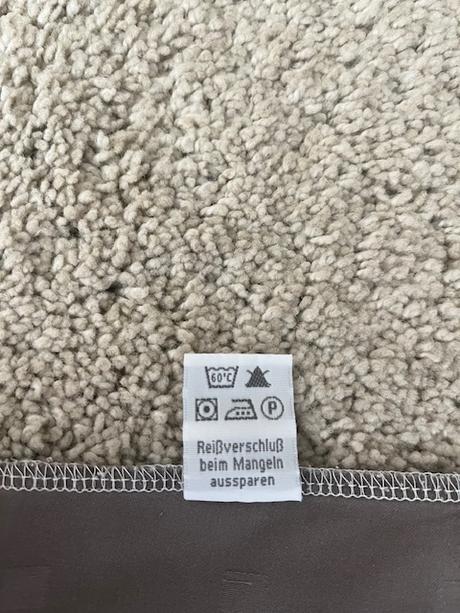 60°C
P
Reißverschluß
beim Mangeln
aussparen